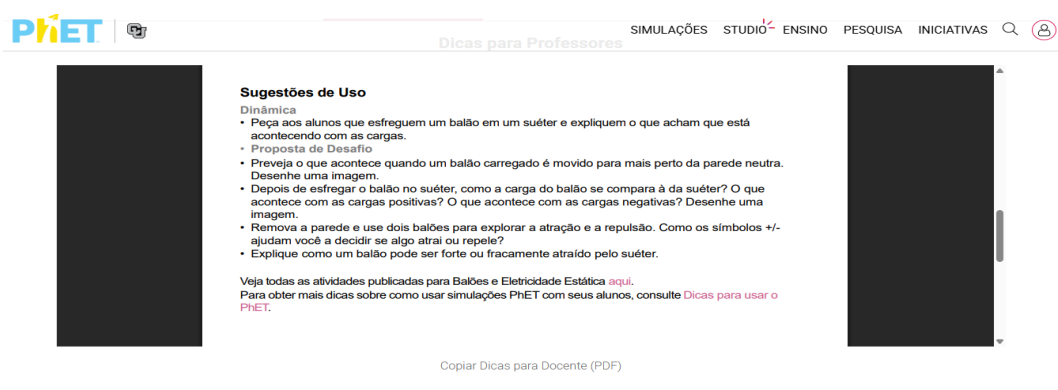 PhET
SIMULAÇÕES STUDIO ENSINO PESQUISA INICIATIVAS
Dicas para Professores
Sugestões de Uso
Dinâmica
• Peça aos alunos que esfreguem um balão em um suéter e expliquem o que acham que está
acontecendo com as cargas.
• Proposta de Desafio
• Preveja o que acontece quando um balão carregado é movido para mais perto da parede neutra.
Desenhe uma imagem.
• Depois de esfregar o balão no suéter, como a carga do balão se compara à da suéter? O que
acontece com as cargas positivas? O que acontece com as cargas negativas? Desenhe uma
imagem.
• Remova a parede e use dois balões para explorar a atração e a repulsão. Como os símbolos +/-
ajudam você a decidir se algo atrai ou repele?
• Explique como um balão pode ser forte ou fracamente atraído pelo suéter.
Veja todas as atividades publicadas para Balões e Eletricidade Estática aqui.
Para obter mais dicas sobre como usar simulações PhET com seus alunos, consulte Dicas para usar o
PhET.
Copiar Dicas para Docente (PDF)